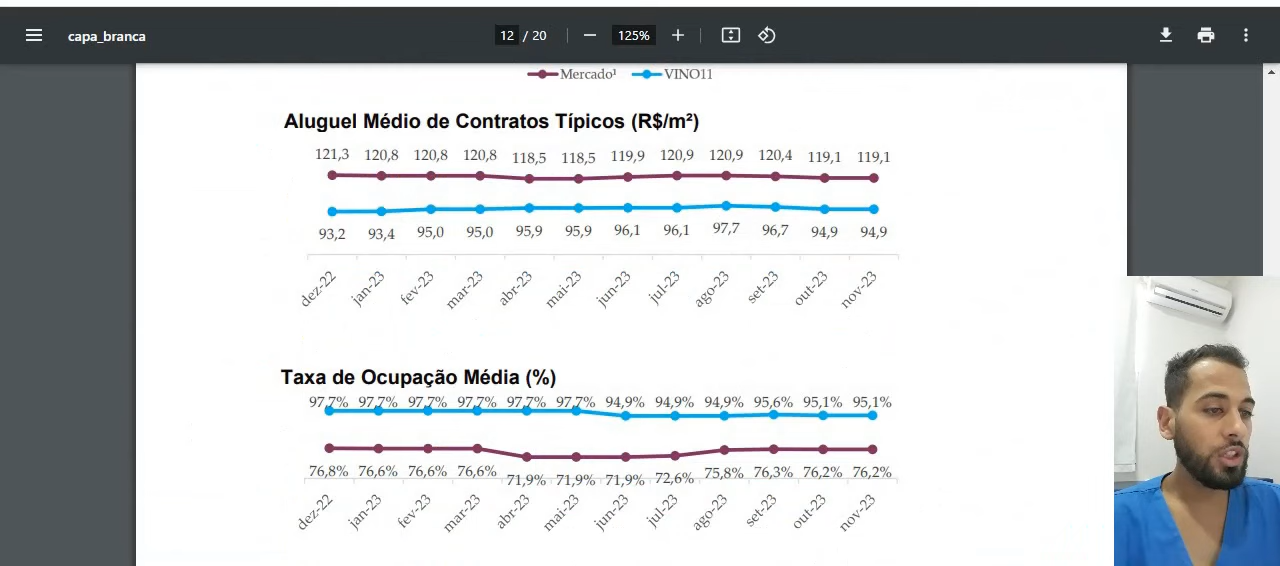 capa_branca
12 / 20
125%
Mercado¹ VINO11
Aluguel Médio de Contratos Típicos (R$/m²)
121,3 120,8 120,8 120,8 118,5 118,5 119,9 120,9 120,9 120,4 119,1 119,1
93,2 93,4 95,0 95,0 95,9 95,9 96,1 96,1 97,7 96,7 94,9 94,9
dez-22 jan-23 fev-23 mar-23 abr-23 mai-23 jun-23 jul-23 ago-23 set-23 out-23 nov-23
Taxa de Ocupação Média (%)
97,7% 97,7% 97,7% 97,7% 97,7% 97,7% 94,9% 94,9% 94,9% 95,6% 95,1% 95,1%
76,8% 76,6% 76,6% 76,6% 71,9% 71,9% 71,9% 72,6% 75,8% 76,3% 76,2% 76,2%
dez-22 jan-23 fev-23 mar-23 abr-23 mai-23 jun-23 jul-23 ago-23 set-23 out-23 nov-23